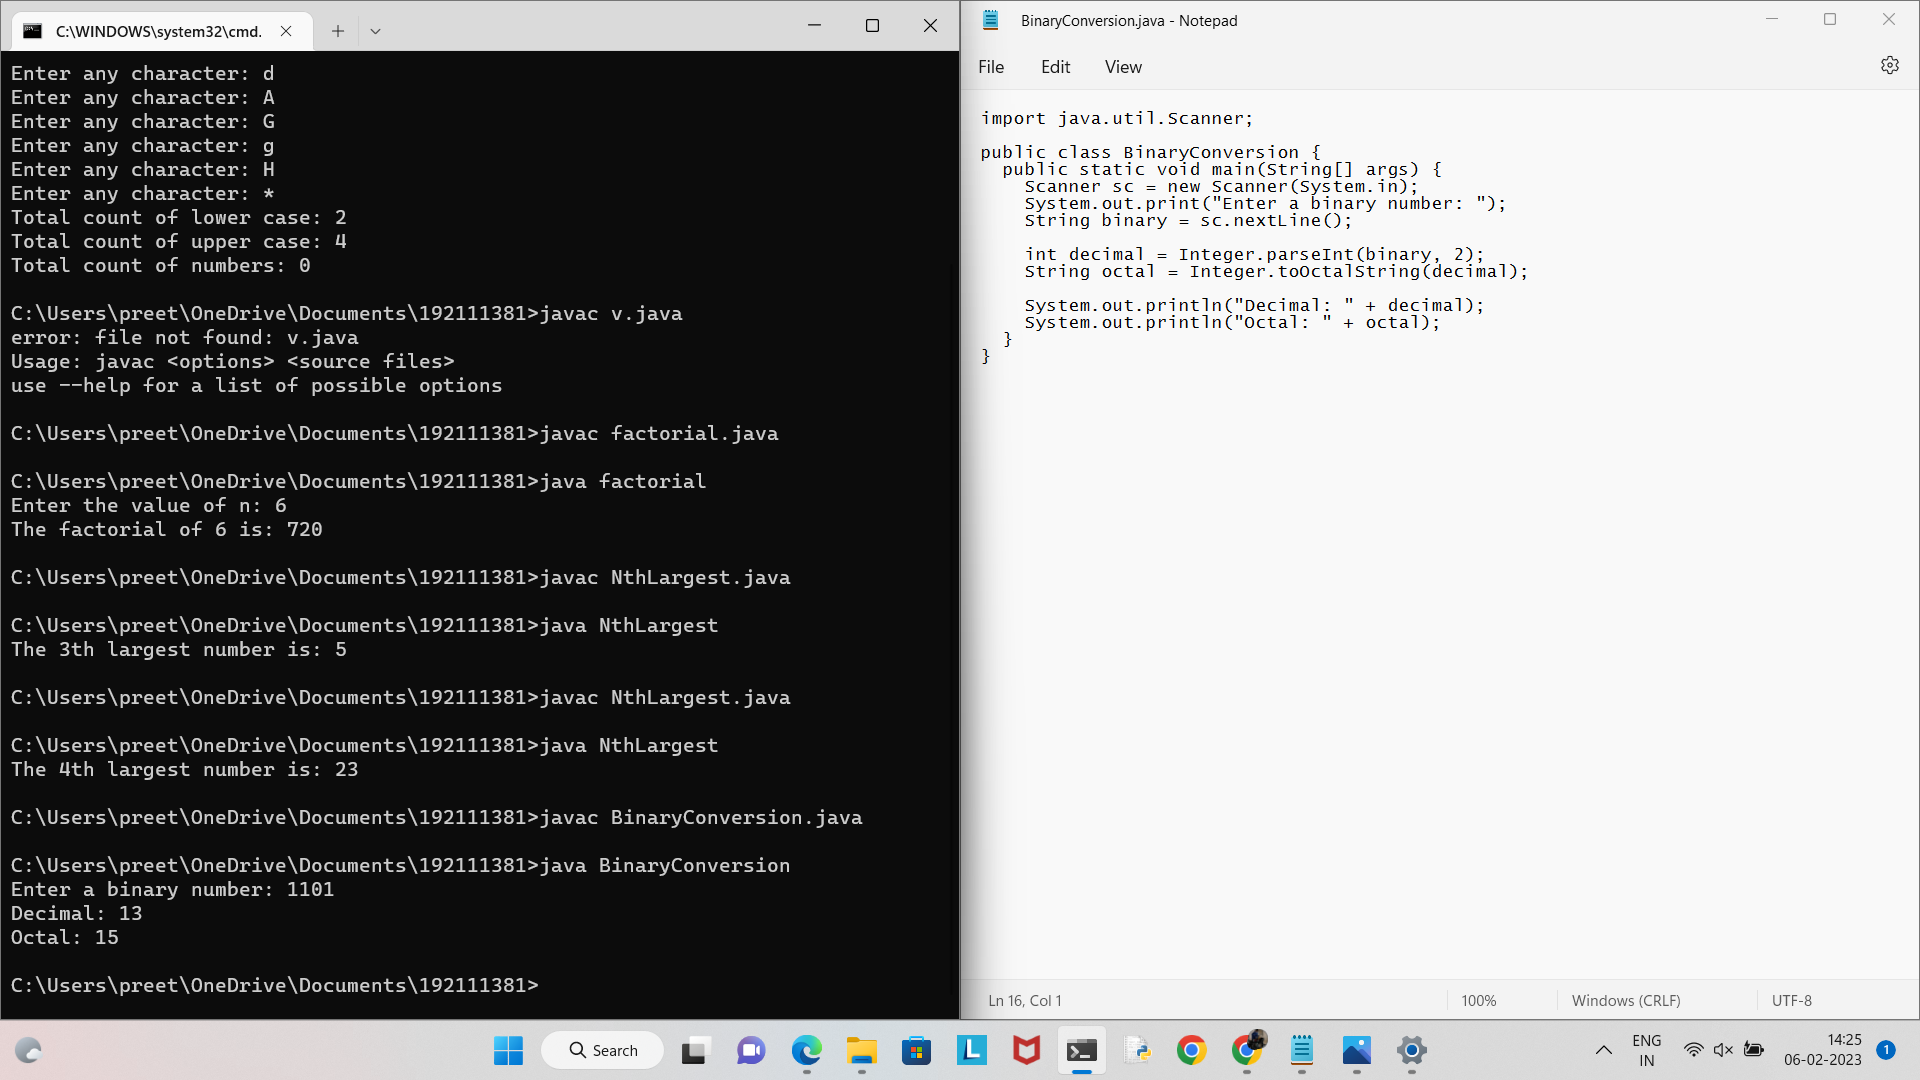 C:\WINDOWS\system32\cmd.
Enter any character: d
Enter any character: A
Enter any character: G
Enter any character: g
Enter any character: H
Enter any character: *
Total count of lower case: 2
Total count of upper case: 4
Total count of numbers: 0
C:\Users\preet\OneDrive\Documents\192111381>javac v.java
error: file not found: v.java
Usage: javac <options> <source files>
use --help for a list of possible options
C:\Users\preet\OneDrive\Documents\192111381>javac factorial.java
C:\Users\preet\OneDrive\Documents\192111381>java factorial
Enter the value of n: 6
The factorial of 6 is: 720
C:\Users\preet\OneDrive\Documents\192111381>javac NthLargest.java
C:\Users\preet\OneDrive\Documents\192111381>java NthLargest
The 3th largest number is: 5
C:\Users\preet\OneDrive\Documents\192111381>javac NthLargest.java
C:\Users\preet\OneDrive\Documents\192111381>java NthLargest
The 4th largest number is: 23
C:\Users\preet\OneDrive\Documents\192111381>javac BinaryConversion.java
C:\Users\preet\OneDrive\Documents\192111381>java BinaryConversion
Enter a binary number: 1101
Decimal: 13
Octal: 15
C:\Users\preet\OneDrive\Documents\192111381>
BinaryConversion.java - Notepad
File Edit View
import java.util.Scanner;
public class BinaryConversion {
public static void main(String[] args) {
Scanner sc = new Scanner(System.in);
System.out.print("Enter a binary number: ");
String binary = sc.nextLine();
int decimal = Integer.parseInt(binary, 2);
String octal = Integer.toOctalString(decimal);
System.out.println("Decimal: " + decimal);
System.out.println("Octal: " + octal);
}
}
Ln 16, Col 1 100% Windows (CRLF) UTF-8
Search
L
ENG
IN
14:25
06-02-2023
1